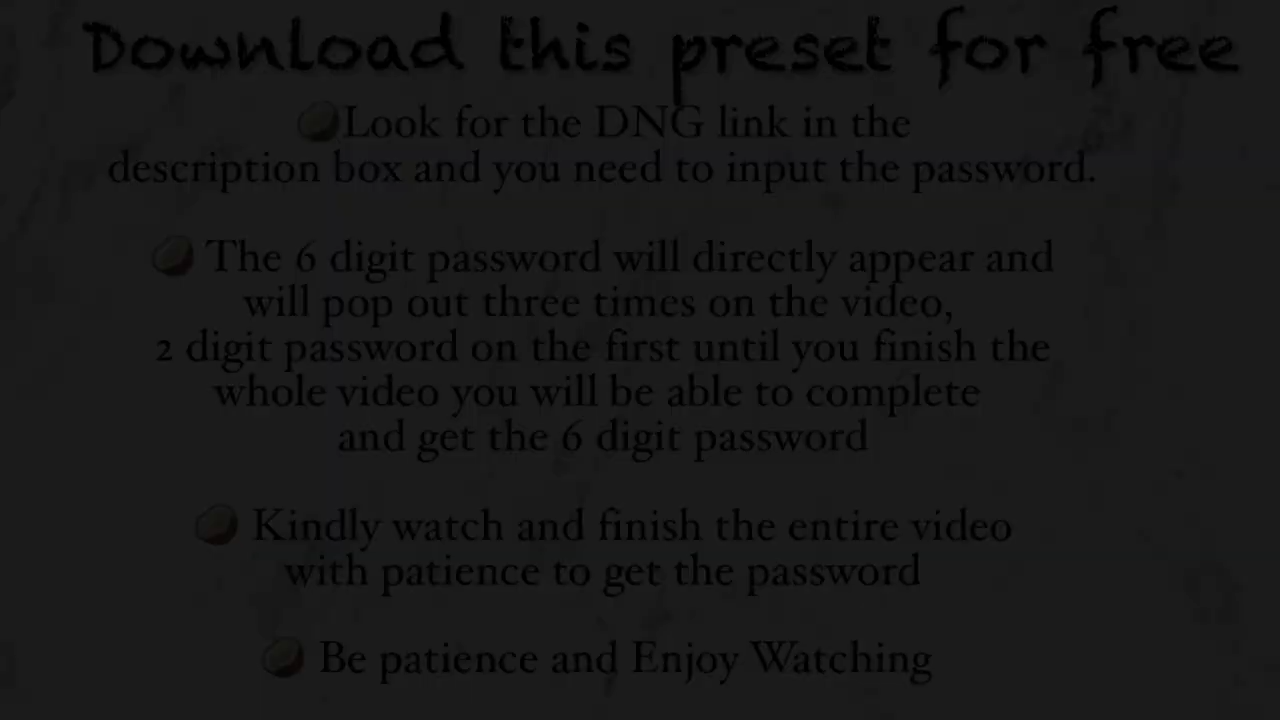 Download this preset for free
Look for the DNG link in the
description box and you need to input the password.
The 6 digit password will directly appear and
will pop out three times on the video,
2 digit password on the first until you finish the
whole video you will be able to complete
and get the 6 digit password
Kindly watch and finish the entire video
with patience to get the password
Be patience and Enjoy Watching